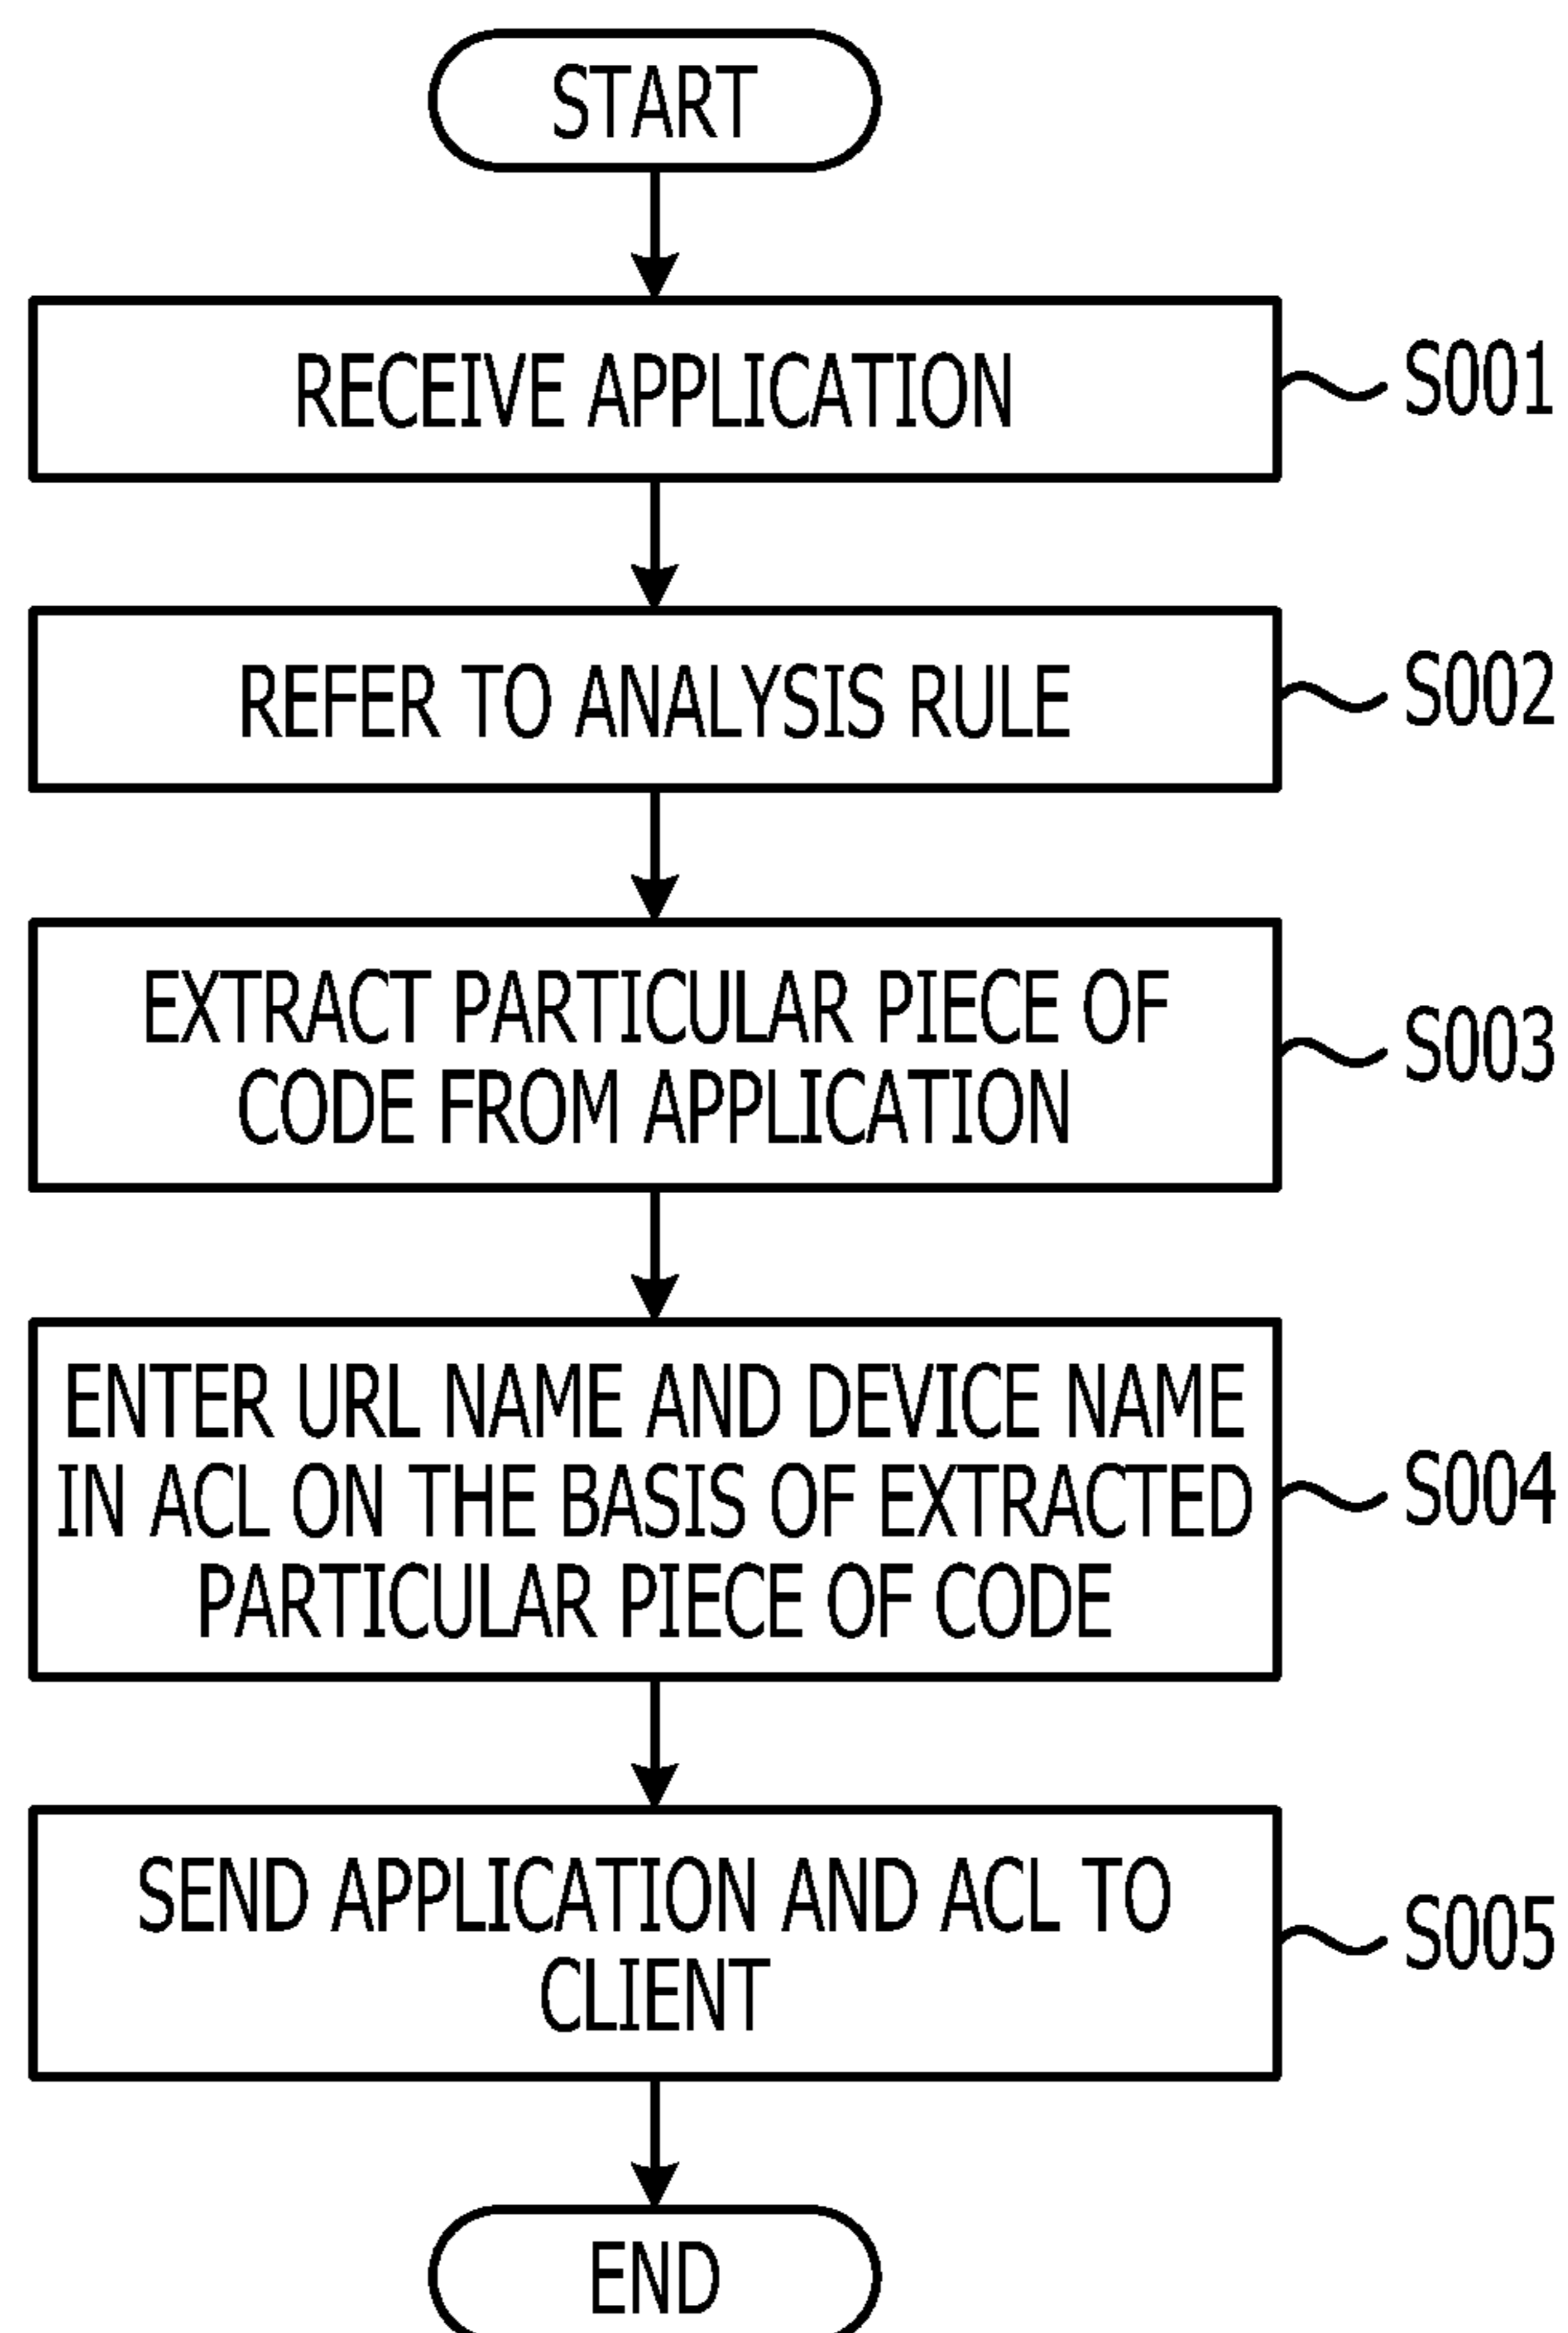 START
RECEIVE APPLICATION
S001
REFER TO ANALYSIS RULE
S002
EXTRACT PARTICULAR PIECE OF
CODE FROM APPLICATION
S003
ENTER URL NAME AND DEVICE NAME
IN ACL ON THE BASIS OF EXTRACTED
PARTICULAR PIECE OF CODE
S004
SEND APPLICATION AND ACL TO
CLIENT
S005
END